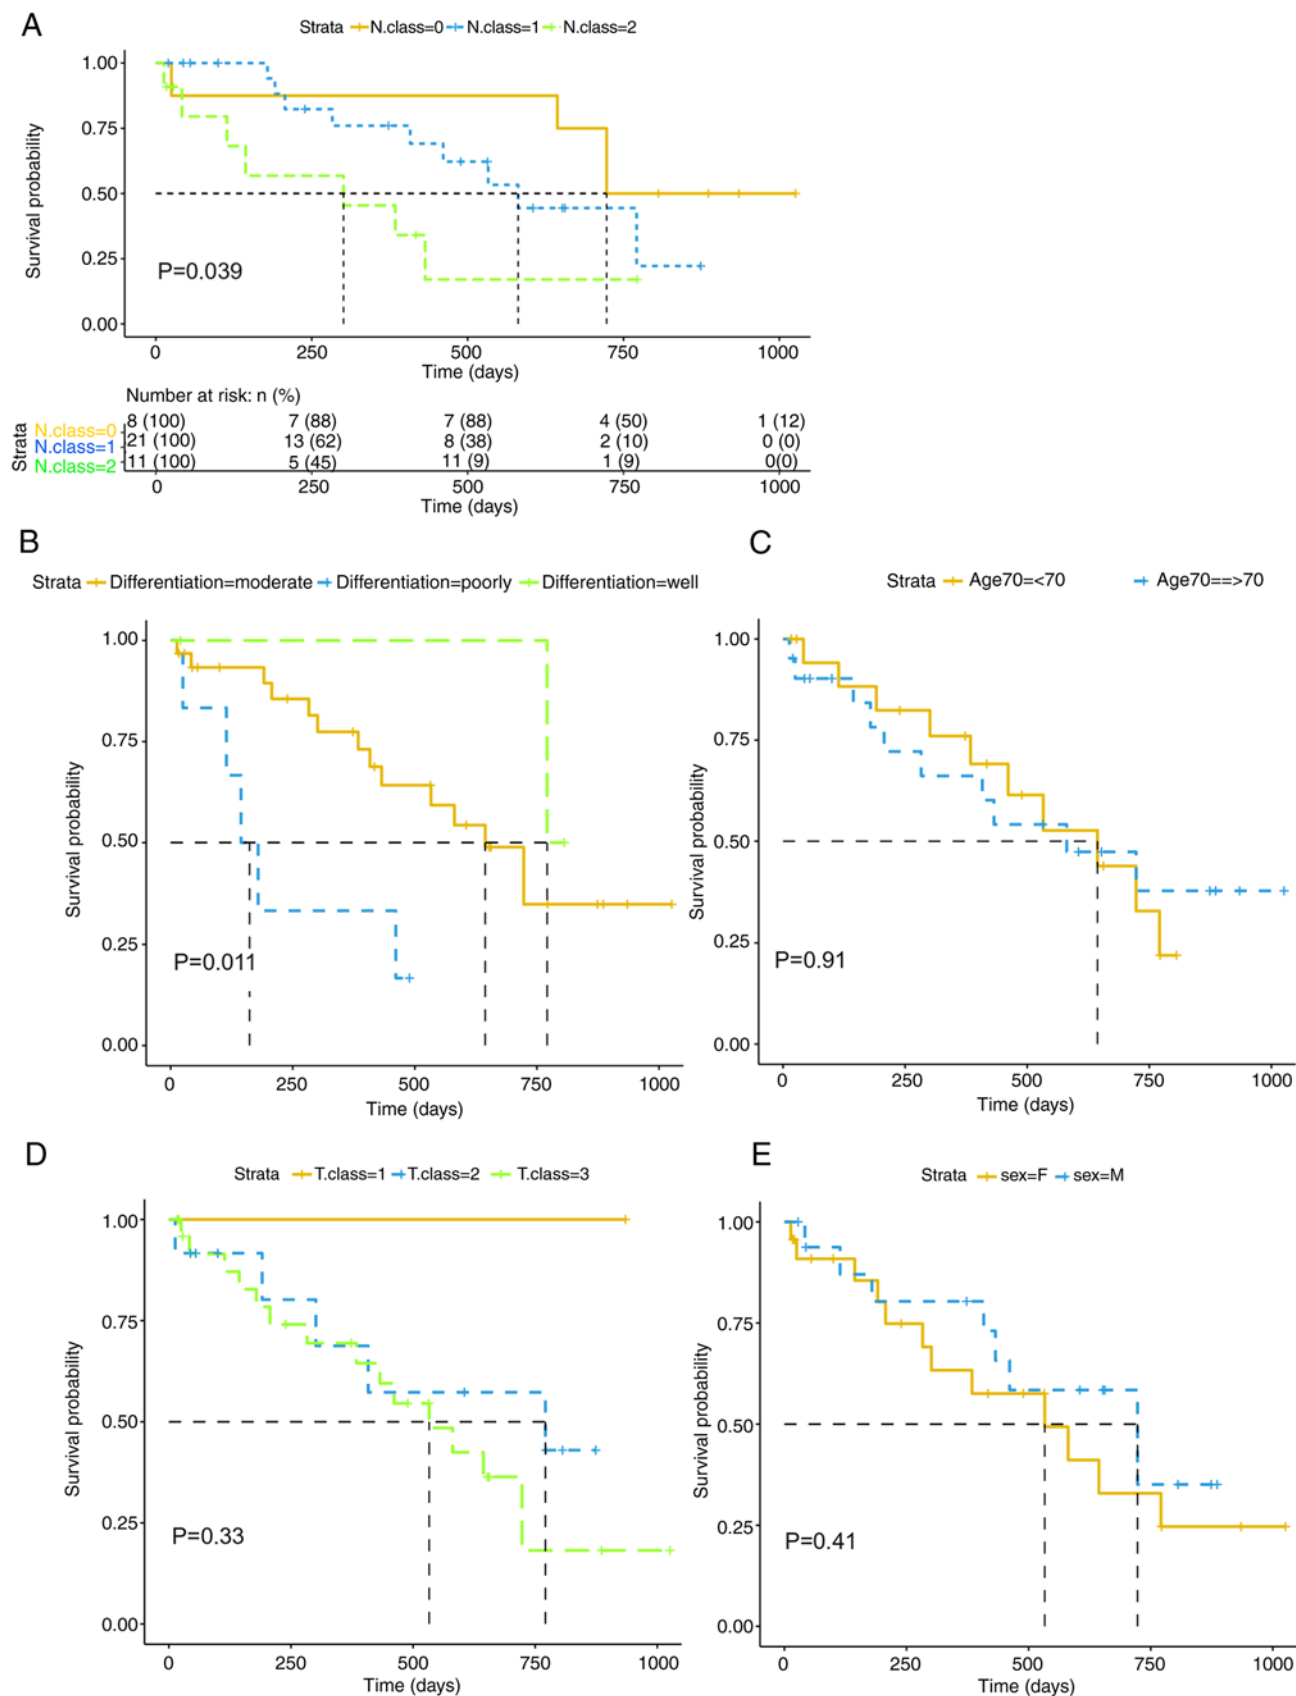 A
Strata N.class=0 N.class=1 N.class=2
Survival probability
1.00
0.75
0.50
0.25
0.00
P=0.039
0 250 500 750 1000
Time (days)
Number at risk: n (%)
Strata
N.class=0 8 (100) 7 (88) 7 (88) 4 (50) 1 (12)
N.class=1 21 (100) 13 (62) 8 (38) 2 (10) 0 (0)
N.class=2 11 (100) 5 (45) 11 (9) 1 (9) 0(0)
0 250 500 750 1000
Time (days)
B
Strata Differentiation=moderate Differentiation=poorly Differentiation=well
Survival probability
1.00
0.75
0.50
0.25
0.00
P=0.011
0 250 500 750 1000
Time (days)
C
Strata Age70=<70 Age70==>70
Survival probability
1.00
0.75
0.50
0.25
0.00
P=0.91
0 250 500 750 1000
Time (days)
D
Strata T.class=1 T.class=2 T.class=3
Survival probability
1.00
0.75
0.50
0.25
0.00
P=0.33
0 250 500 750 1000
Time (days)
E
Strata sex=F sex=M
Survival probability
1.00
0.75
0.50
0.25
0.00
P=0.41
0 250 500 750 1000
Time (days)